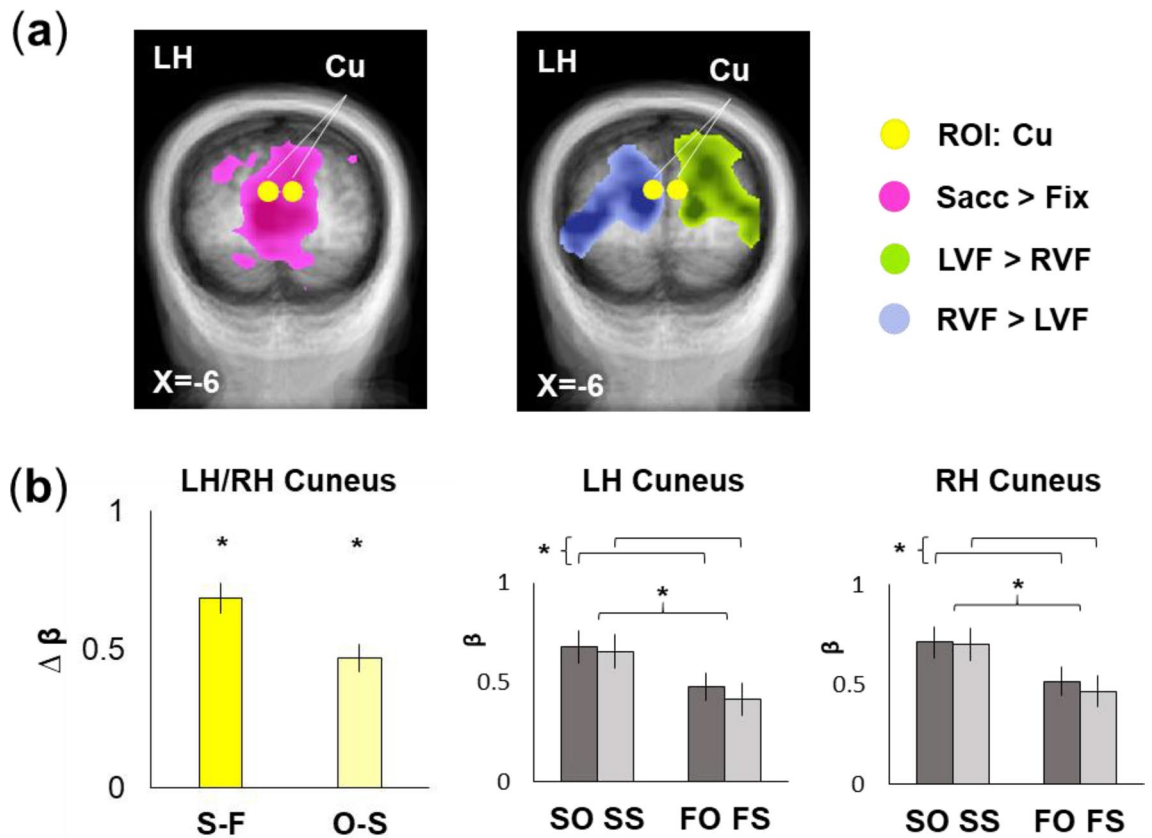 (a)
LH
Cu
X=-6
LH
Cu
X=-6
ROI: Cu
Sacc > Fix
LVF > RVF
RVF > LVF
(b)
LH/RH Cuneus
Δ β
1
0.5
0
*
*
S-F
O-S
LH Cuneus
β
1
0.5
0
*
*
SO SS
FO FS
RH Cuneus
β
1
0.5
0
*
*
SO SS
FO FS